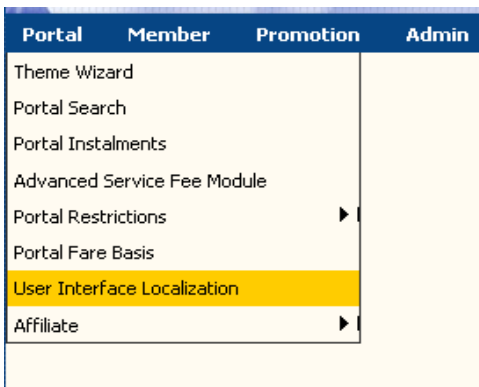 Portal Member Promotion Admin
Theme Wizard
Portal Search
Portal Instalments
Advanced Service Fee Module
Portal Restrictions
Portal Fare Basis
User Interface Localization
Affiliate